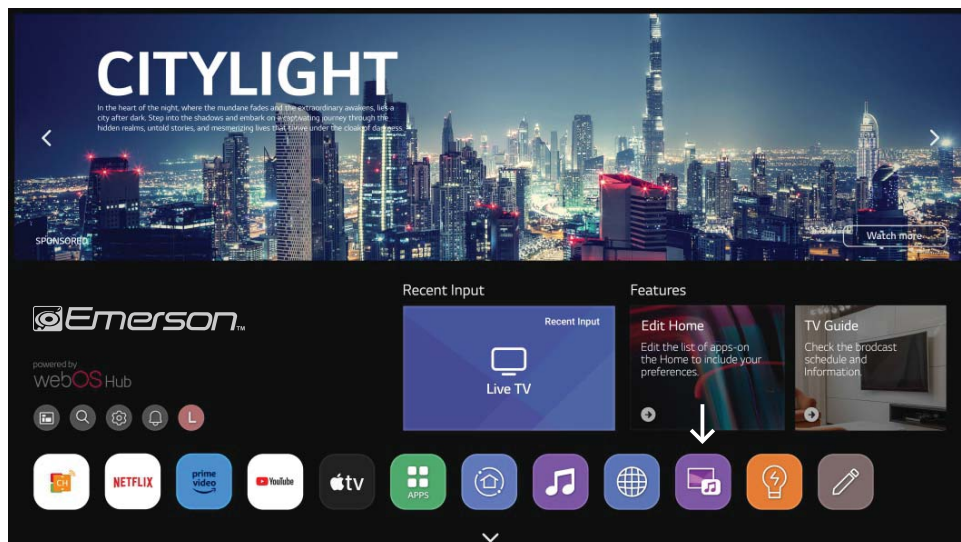 CITYLIGHT
In the heart of the night, where the mundane fades and the extraordinary awakens, lies a
city after dark. Step into the shadows and embark on a captivating journey through the
hidden realms, untold stories, and mesmerizing lives that thrive under the cloak of darkness.
SPONSORED
Watch more
Emerson™
powered by
webOS Hub
L
Recent Input
Recent Input
Live TV
Features
Edit Home
Edit the list of apps-on
the Home to include your
preferences.
TV Guide
Check the brodcast
schedule and
Information.
CH
NETFLIX
prime
video
YouTube
tv
APPS